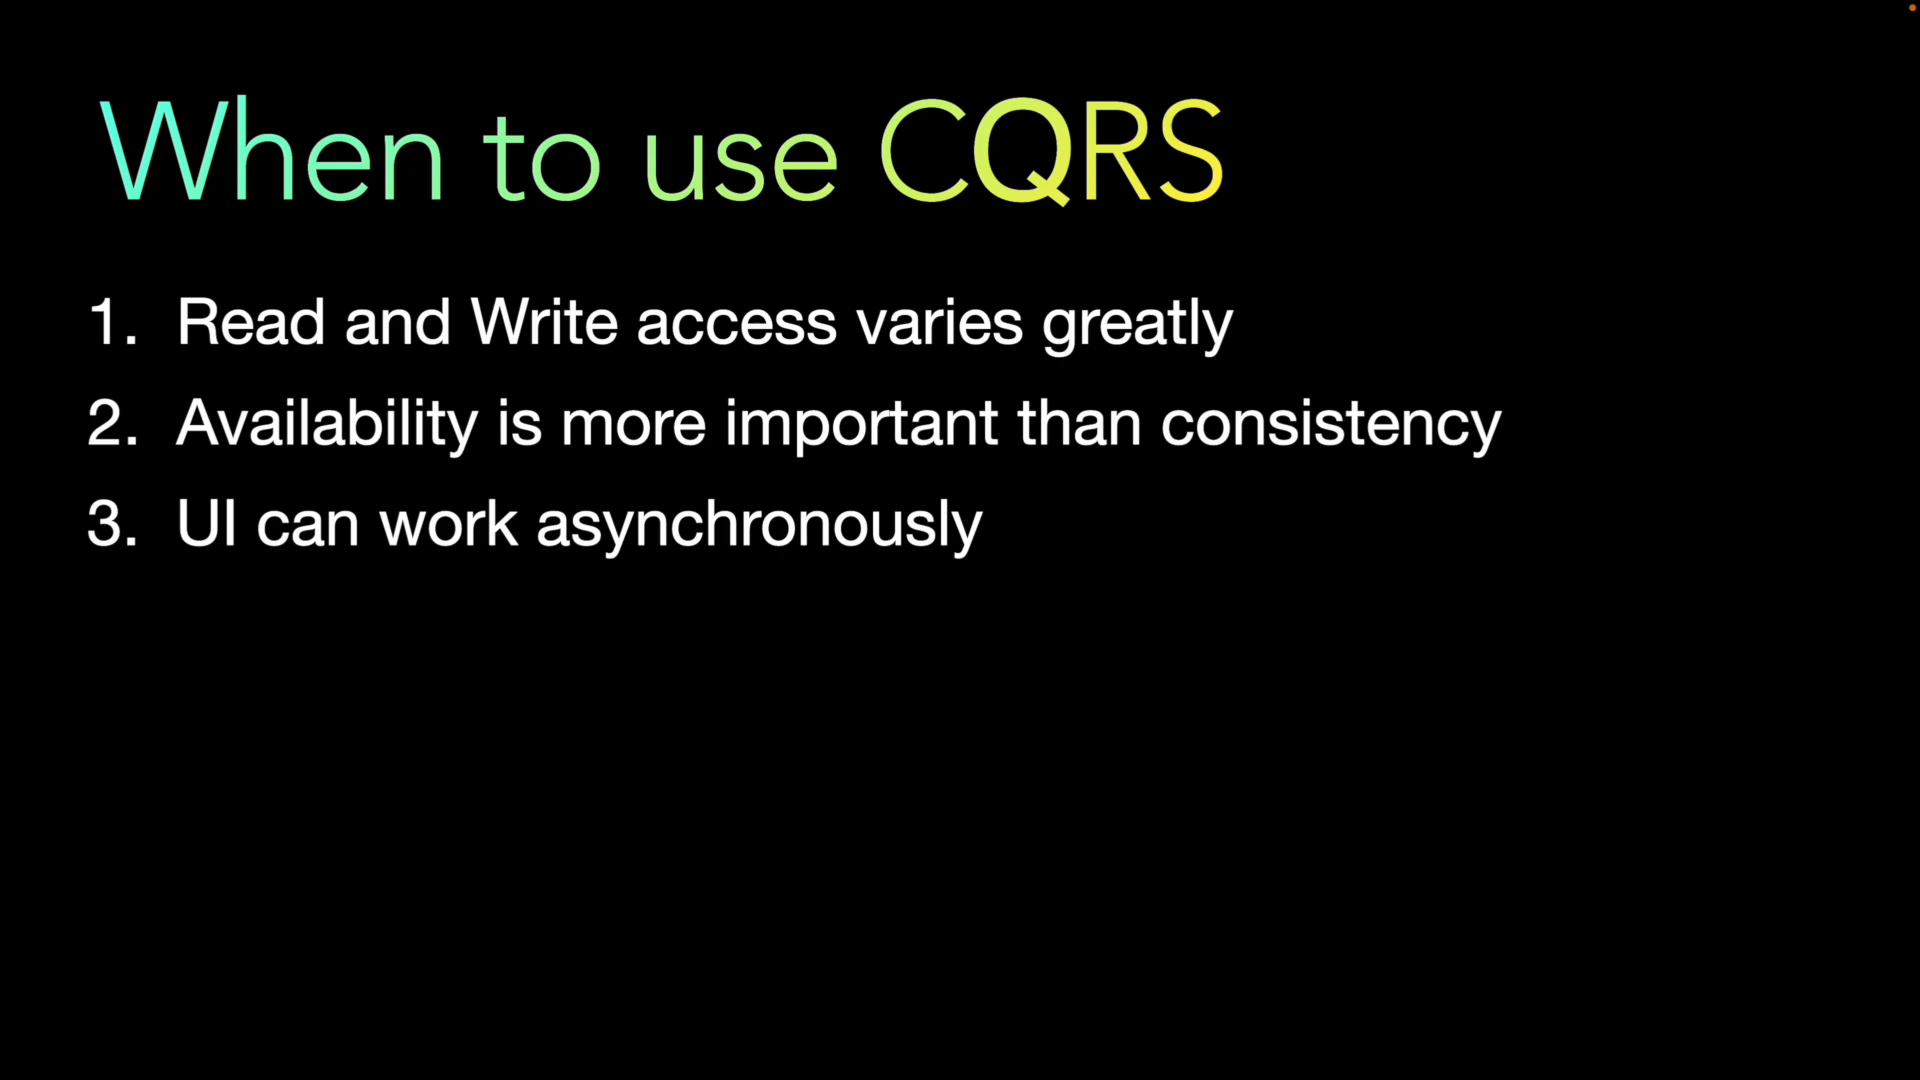 When to use CQRS
1. Read and Write access varies greatly
2. Availability is more important than consistency
3. UI can work asynchronously